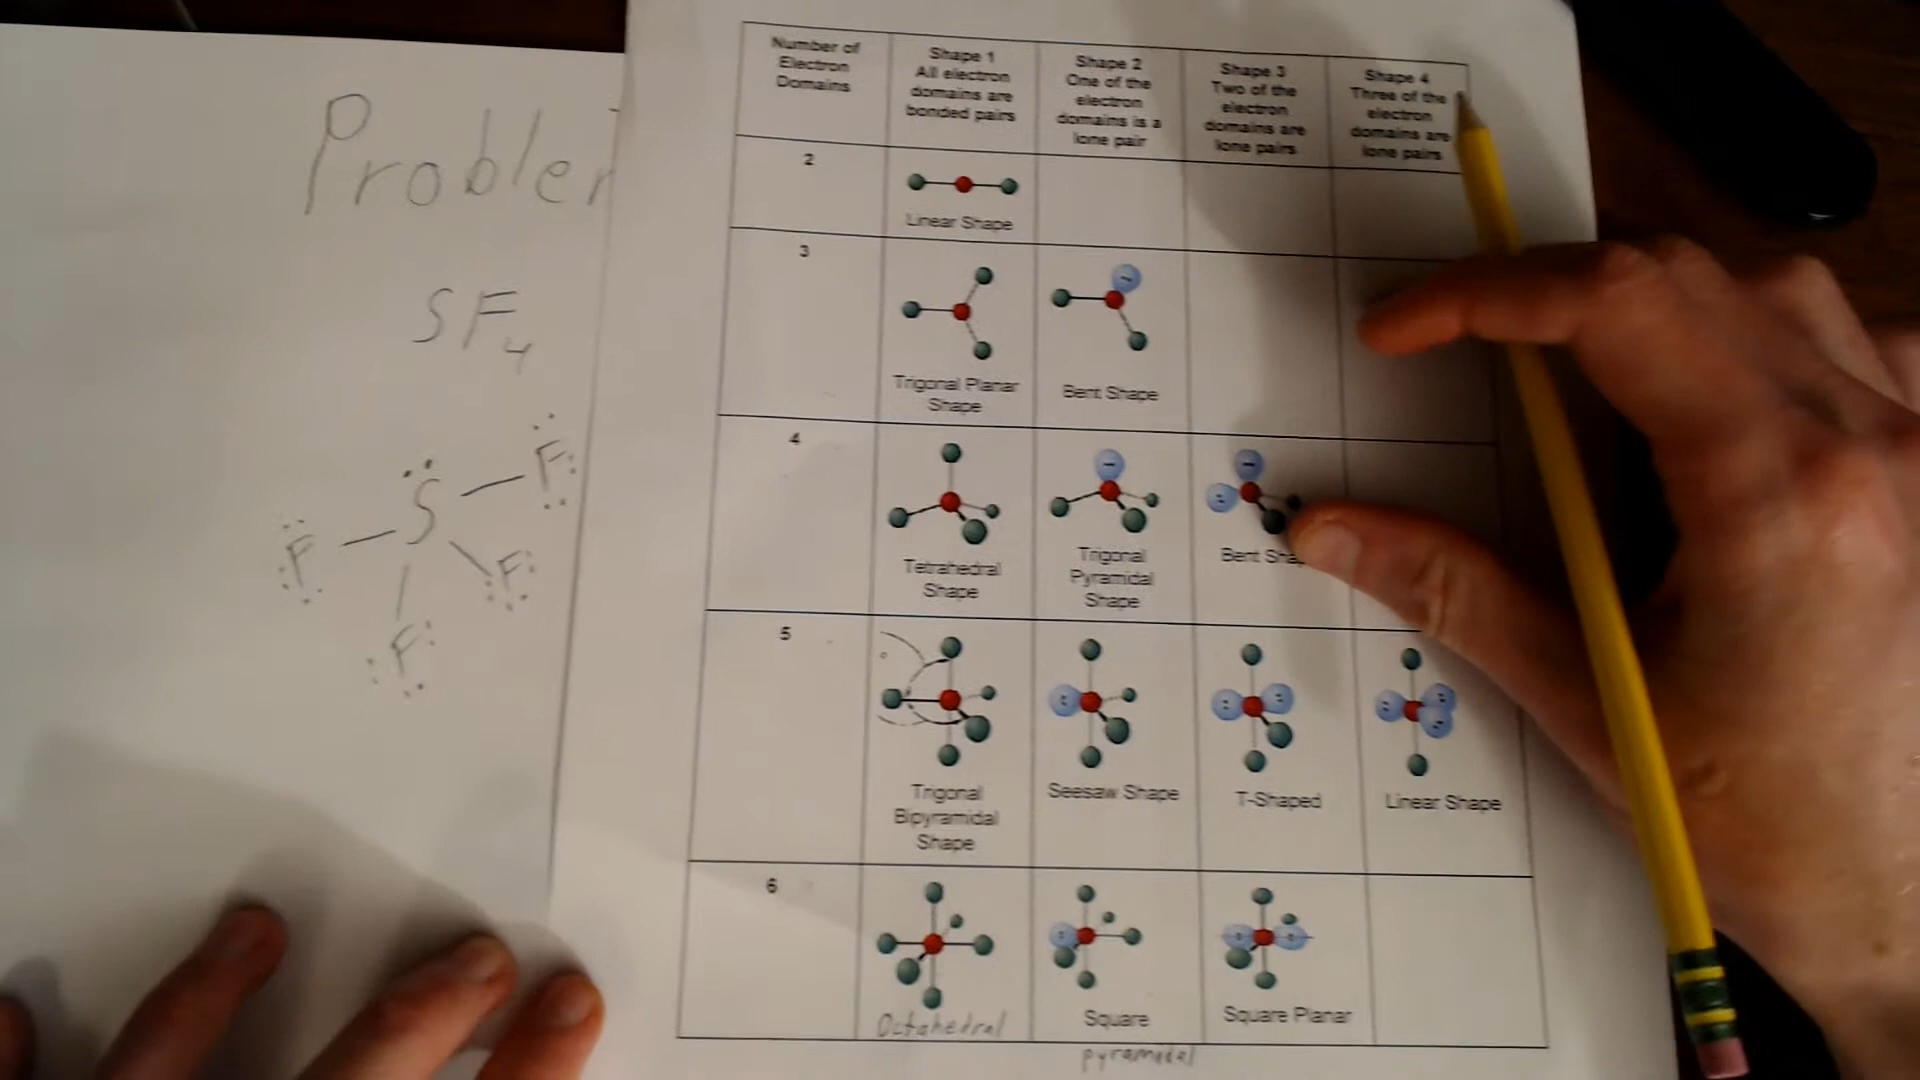 Problem
SF4
S
F
F
F
F
Number of
Electron
Domains
Shape 1
All electron
domains are
bonded pairs
Shape 2
One of the
electron
domains is a
lone pair
Shape 3
Two of the
electron
domains are
lone pairs
Shape 4
Three of the
electron
domains are
lone pairs
2
Linear Shape
3
Trigonal Planar
Shape
Bent Shape
4
Tetrahedral
Shape
Trigonal
Pyramidal
Shape
Bent Sha
5
Trigonal
Bipyramidal
Shape
Seesaw Shape
T-Shaped
Linear Shape
6
Octahedral
Square
pyramidal
Square Planar